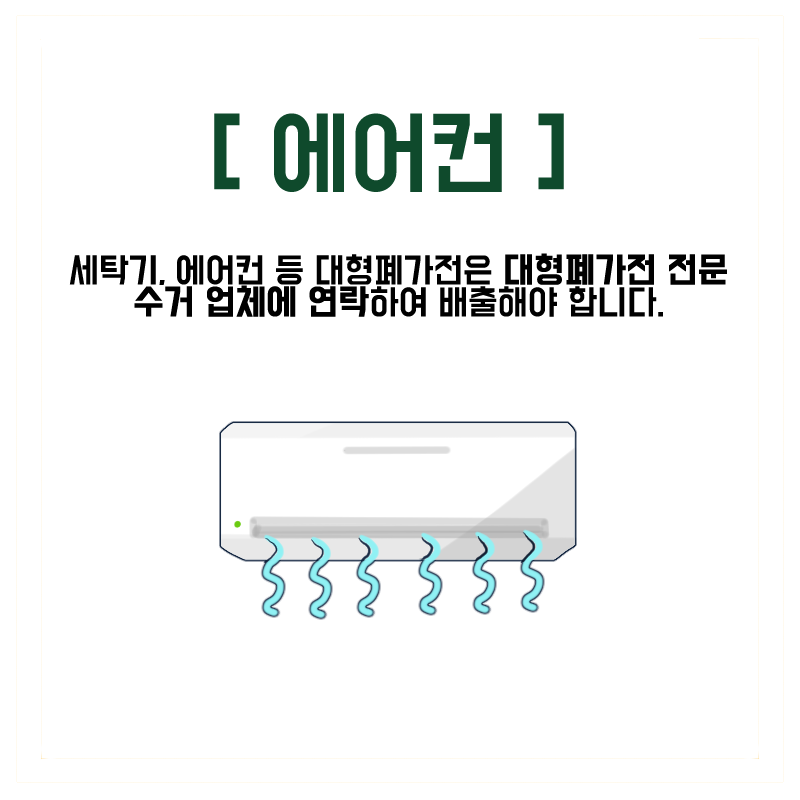 [ 에어컨 ]
세탁기, 에어컨 등 대형폐가전은 대형폐가전 전문
수거 업체에 연락하여 배출해야 합니다.